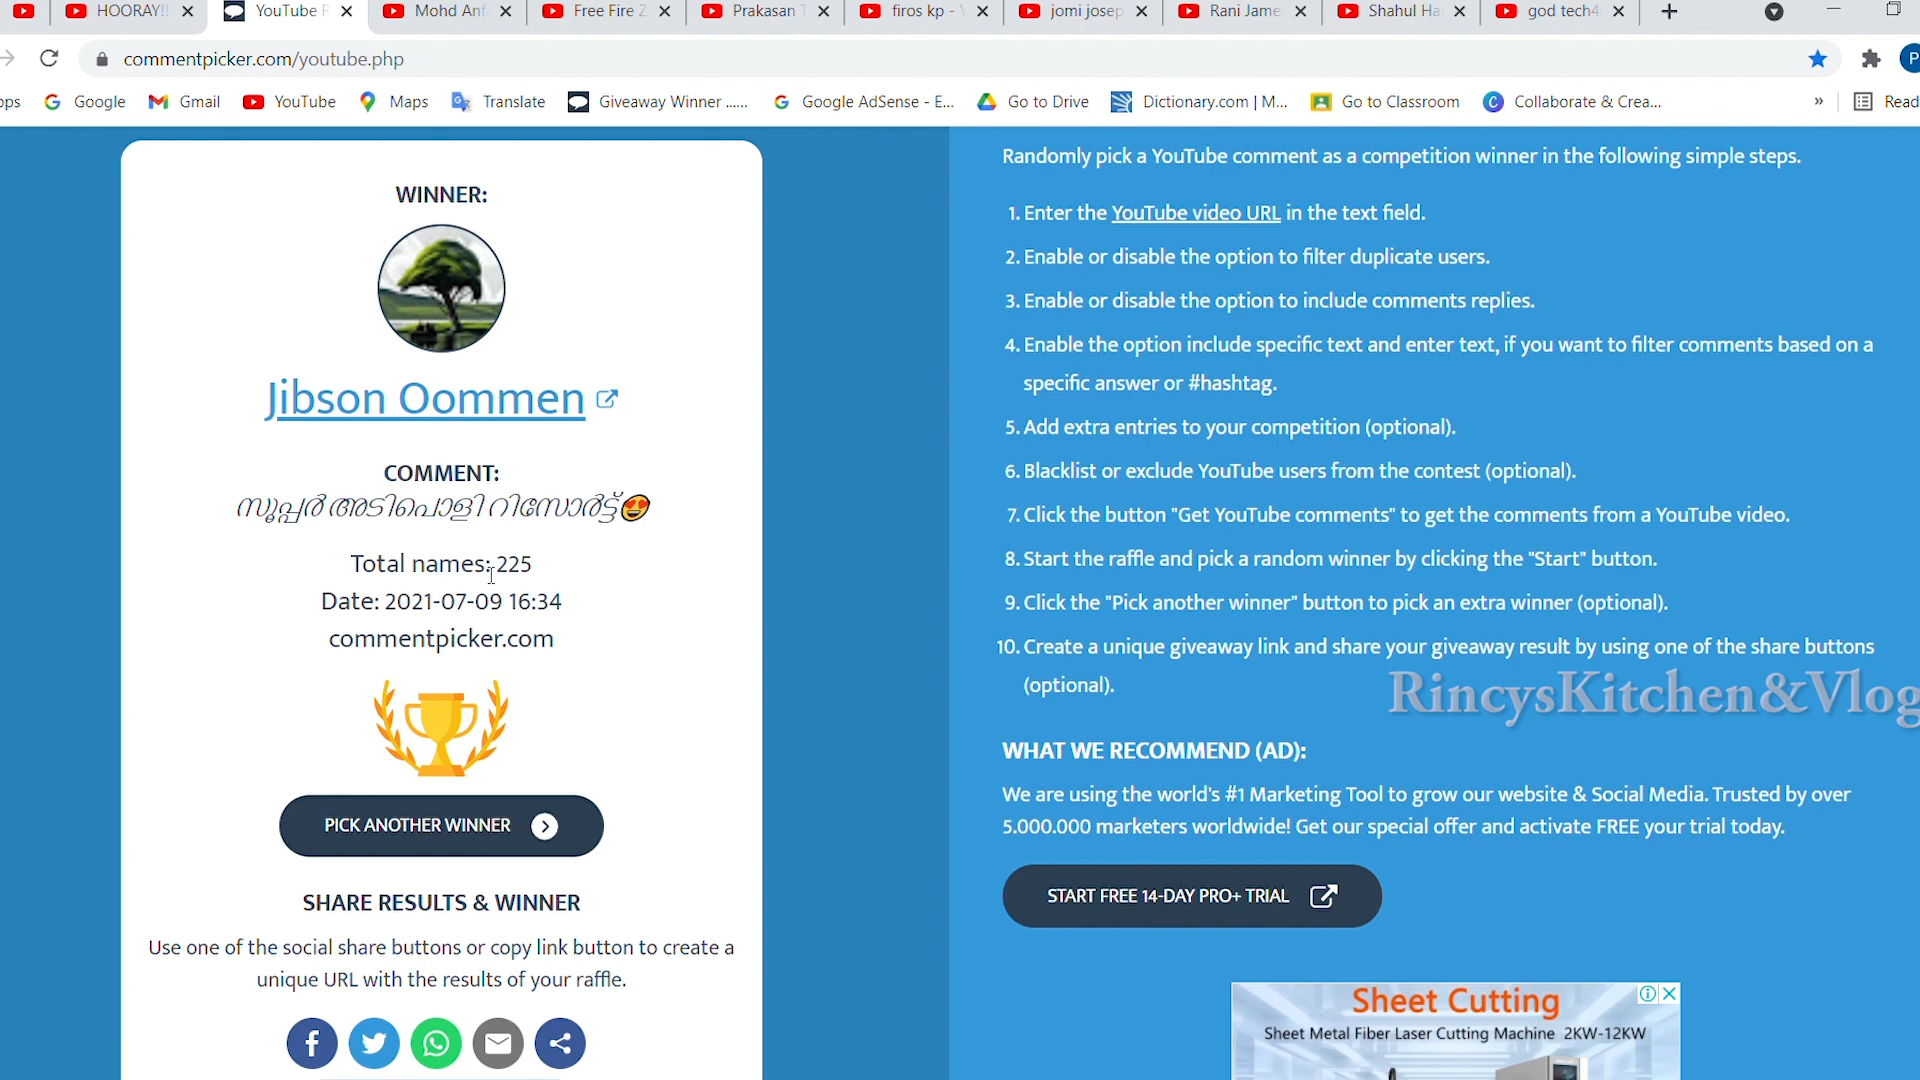 HOORAY!!
YouTube R
Mohd Anf
Free Fire Z
Prakasan T
firos kp - Y
jomi josep
Rani Jame
Shahul Ha
god tech4
commentpicker.com/youtube.php
P
ops
Google
Gmail
YouTube
Maps
Translate
Giveaway Winner ......
Google AdSense - E...
Go to Drive
Dictionary.com | M...
Go to Classroom
Collaborate & Crea...
»
Read
WINNER:
Jibson Oommen
COMMENT:
സൂപ്പർ അടിപൊളി റിസോർട്ട്😍
Total names: 225
Date: 2021-07-09 16:34
commentpicker.com
PICK ANOTHER WINNER
SHARE RESULTS & WINNER
Use one of the social share buttons or copy link button to create a
unique URL with the results of your raffle.
Randomly pick a YouTube comment as a competition winner in the following simple steps.
1. Enter the YouTube video URL in the text field.
2. Enable or disable the option to filter duplicate users.
3. Enable or disable the option to include comments replies.
4. Enable the option include specific text and enter text, if you want to filter comments based on a
specific answer or #hashtag.
5. Add extra entries to your competition (optional).
6. Blacklist or exclude YouTube users from the contest (optional).
7. Click the button "Get YouTube comments" to get the comments from a YouTube video.
8. Start the raffle and pick a random winner by clicking the "Start" button.
9. Click the "Pick another winner" button to pick an extra winner (optional).
10. Create a unique giveaway link and share your giveaway result by using one of the share buttons
(optional).
RincysKitchen&Vlog
WHAT WE RECOMMEND (AD):
We are using the world's #1 Marketing Tool to grow our website & Social Media. Trusted by over
5.000.000 marketers worldwide! Get our special offer and activate FREE your trial today.
START FREE 14-DAY PRO+ TRIAL
Sheet Cutting
Sheet Metal Fiber Laser Cutting Machine 2KW-12KW